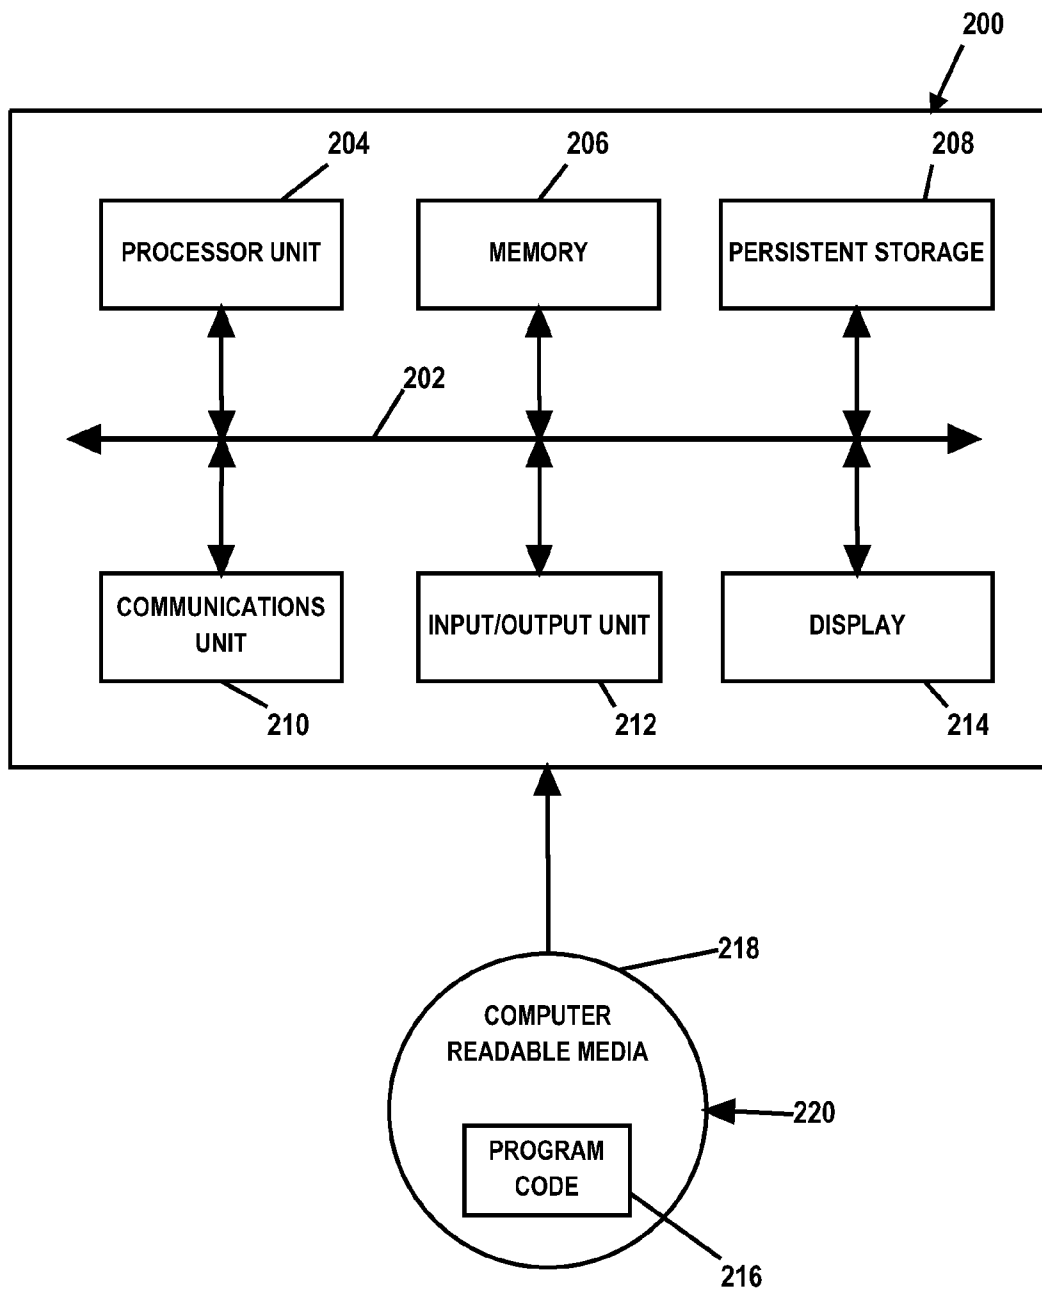 200
204
206
208
PROCESSOR UNIT
MEMORY
PERSISTENT STORAGE
202
COMMUNICATIONS
UNIT
INPUT/OUTPUT UNIT
DISPLAY
210
212
214
218
COMPUTER
READABLE MEDIA
220
PROGRAM
CODE
216